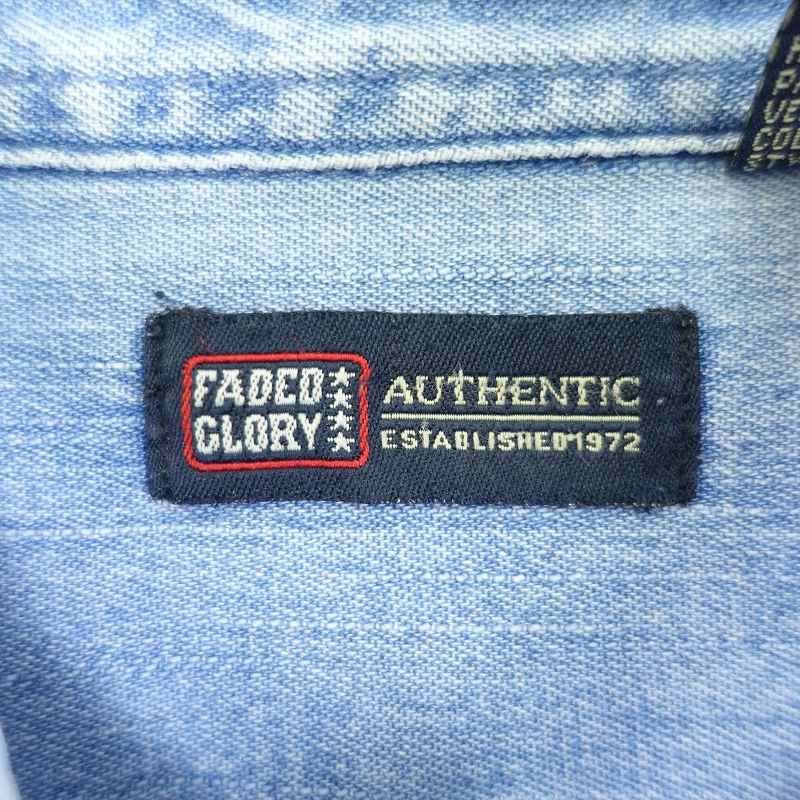 FADED
GLORY
AUTHENTIC
ESTABLISHED 1972